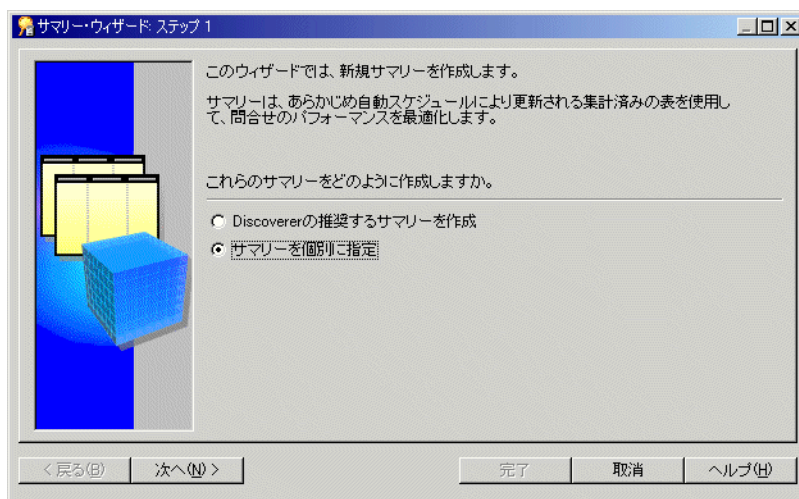 サマリー・ウィザード: ステップ 1
このウィザードでは、新規サマリーを作成します。
サマリーは、あらかじめ自動スケジュールにより更新される集計済みの表を使用し
て、問合せのパフォーマンスを最適化します。
これらのサマリーをどのように作成しますか。
Discovererの推奨するサマリーを作成
サマリーを個別に指定
< 戻る(B)
次へ(N) >
完了
取消
ヘルプ(H)